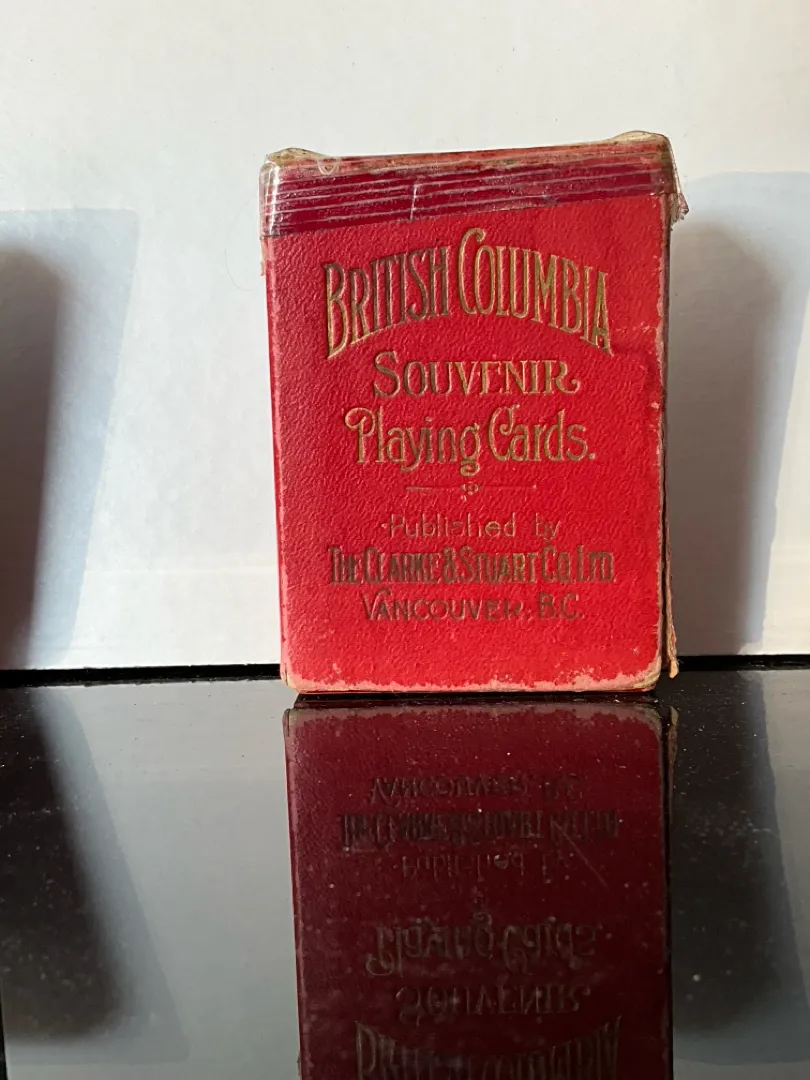 BRITISH COLUMBIA
SOUVENIR
Playing Cards.
Published by
THE CLARKE & STUART CO. LTD.
VANCOUVER, B.C.